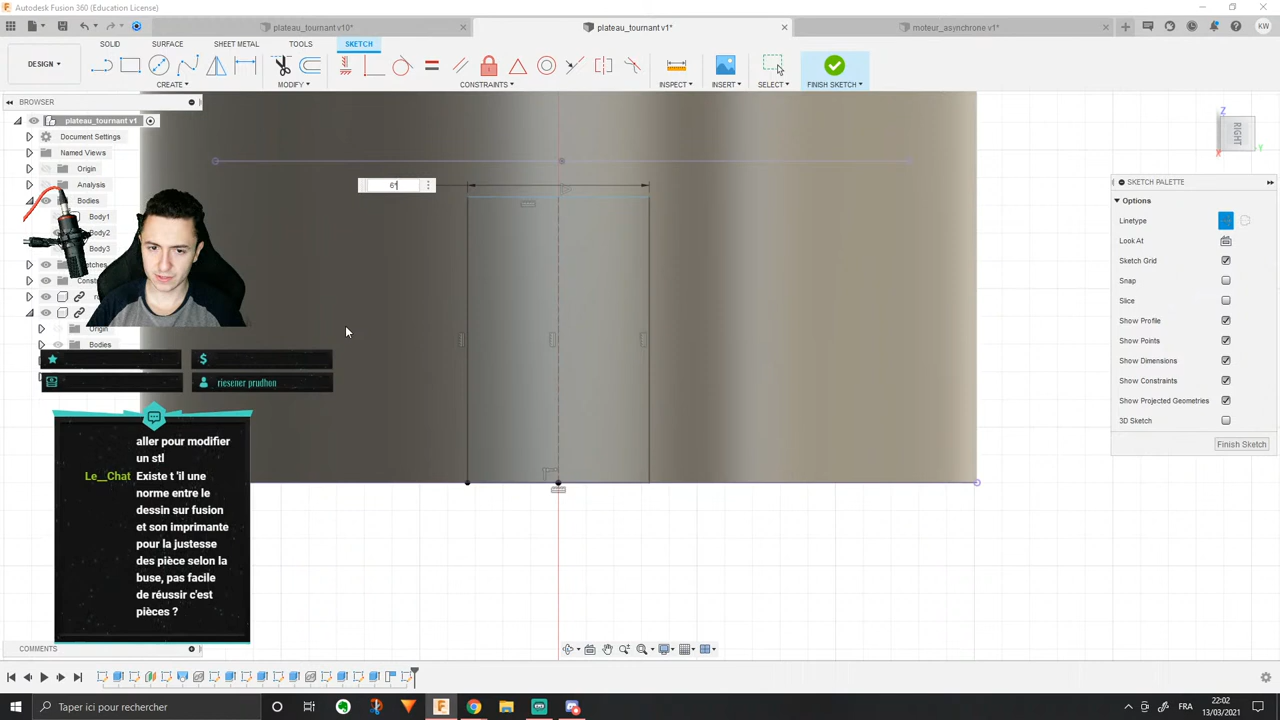 Autodesk Fusion 360 (Education License)
plateau_tournant v10*
plateau_tournant v1*
moteur_asynchrone v1*
KW
DESIGN
SOLID
SURFACE
SHEET METAL
TOOLS
SKETCH
CREATE
MODIFY
CONSTRAINTS
INSPECT
INSERT
SELECT
FINISH SKETCH
BROWSER
plateau_tournant v1
Document Settings
Named Views
Origin
Analysis
Bodies
Body1
Body2
Body3
Origin
Bodies
Z
RIGHT
X
Y
SKETCH PALETTE
Options
Linetype
Look At
Sketch Grid
Snap
Slice
Show Profile
Show Points
Show Dimensions
Show Constraints
Show Projected Geometries
3D Sketch
Finish Sketch
riesener prudhon
aller pour modifier
un stl
Le__Chat Existe t 'il une
norme entre le
dessin sur fusion
et son imprimante
pour la justesse
des pièce selon la
buse, pas facile
de réussir c'est
pièces ?
COMMENTS
Taper ici pour rechercher
FRA
22:02
13/03/2021